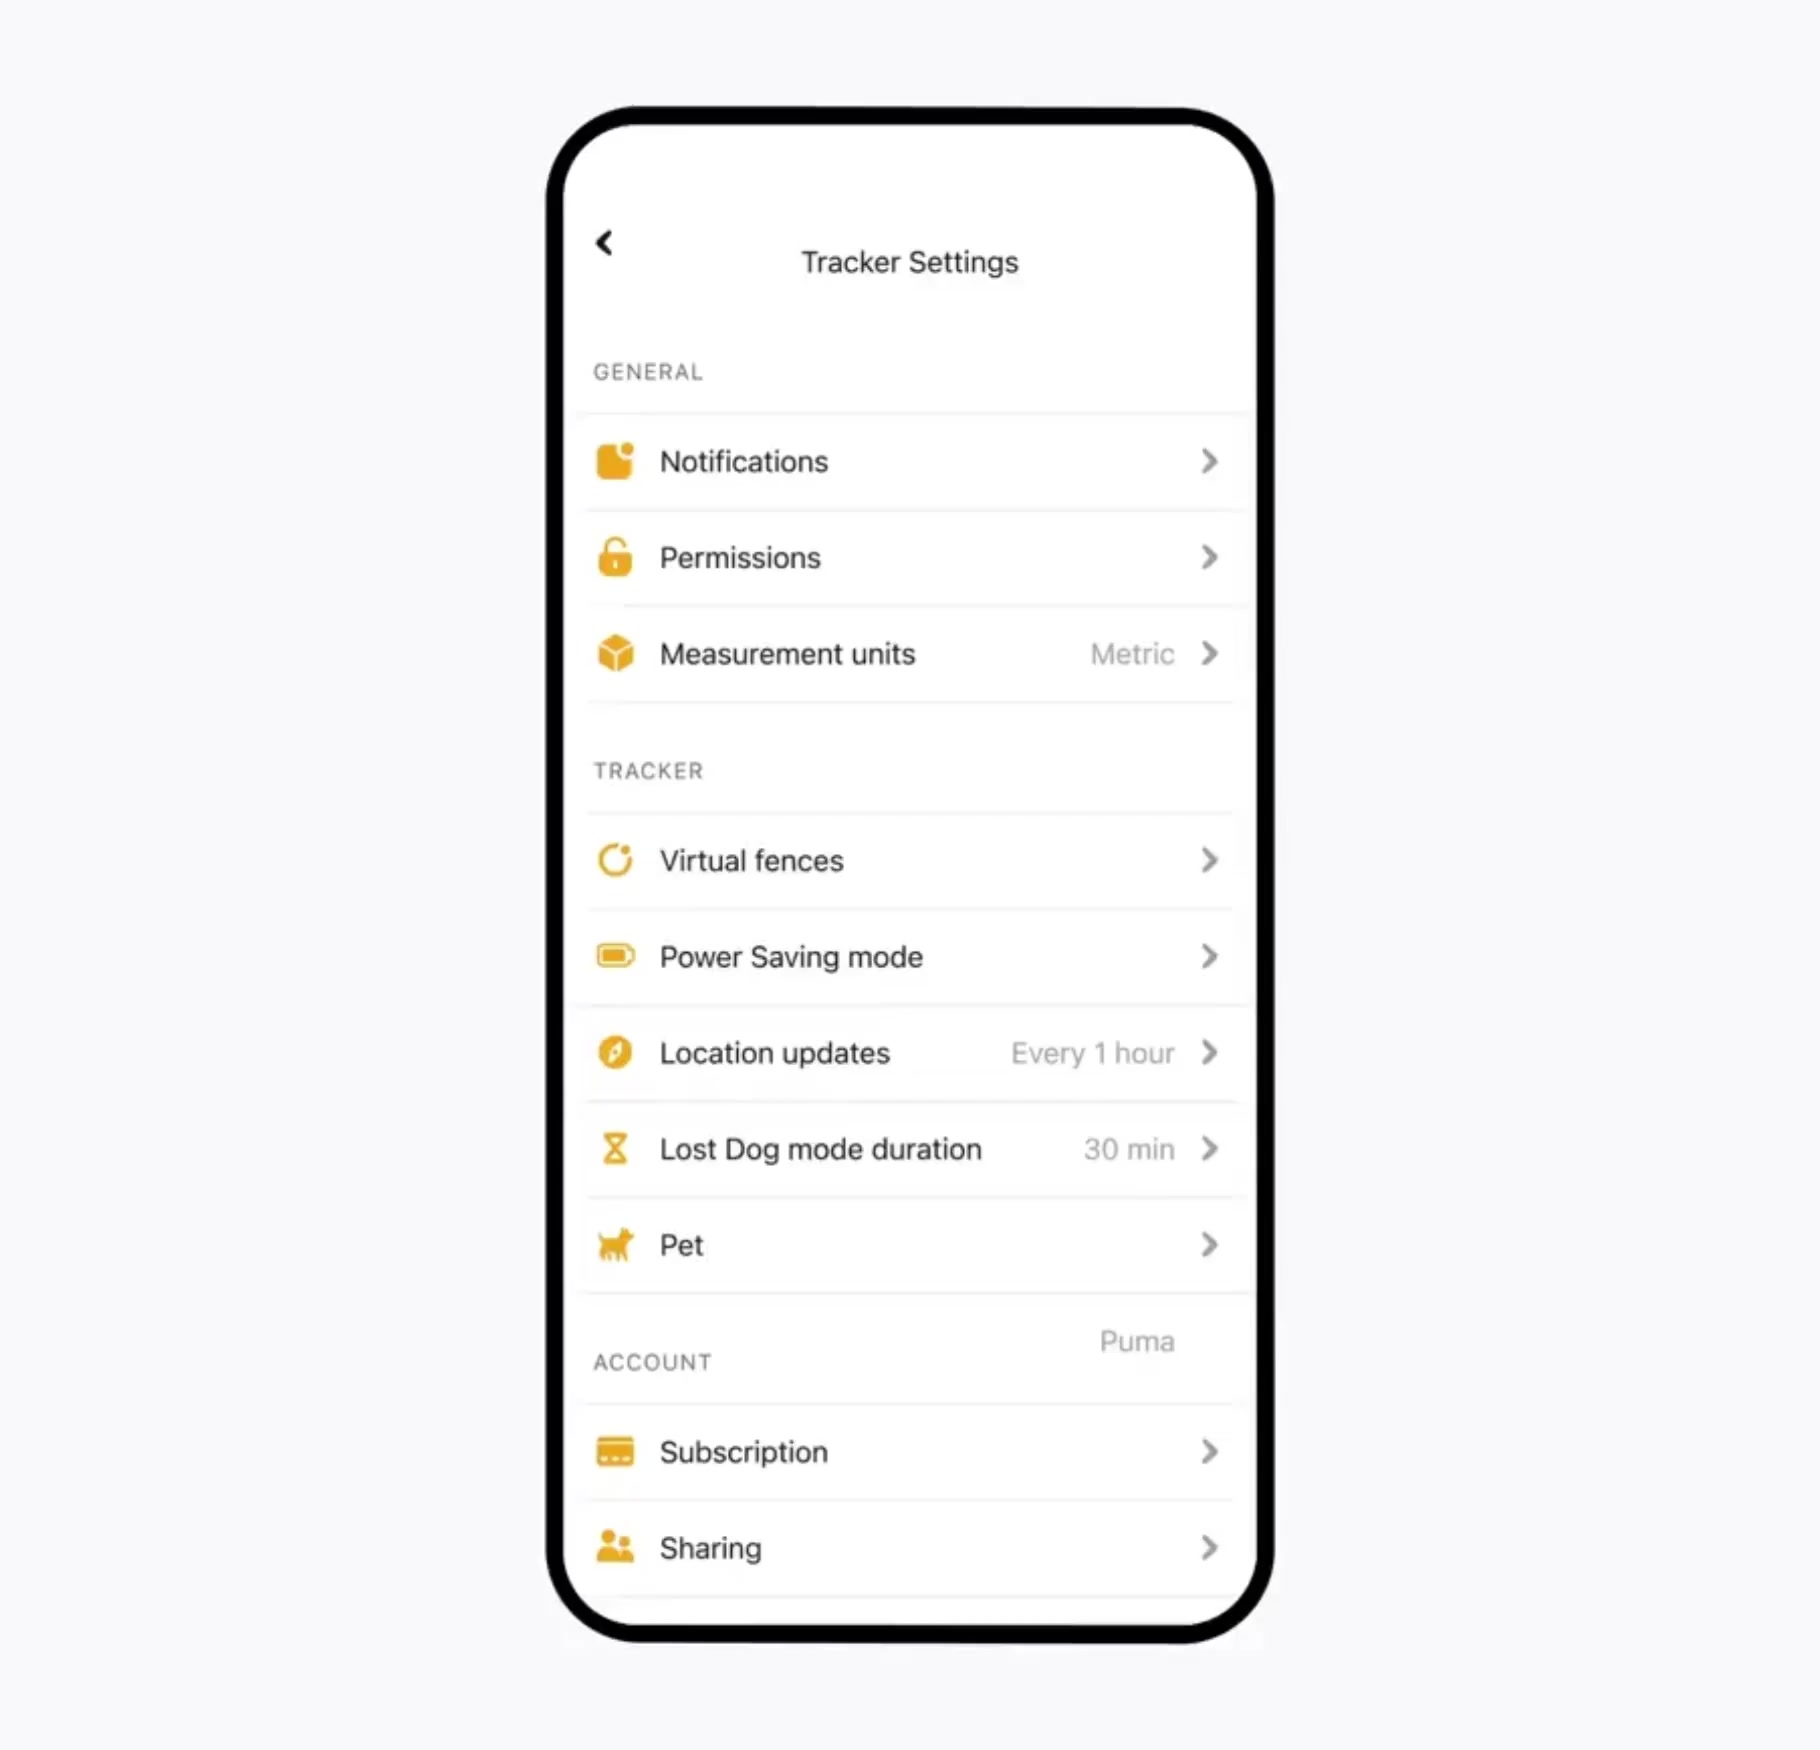 Tracker Settings
GENERAL
Notifications
Permissions
Measurement units Metric
TRACKER
Virtual fences
Power Saving mode
Location updates Every 1 hour
Lost Dog mode duration 30 min
Pet
Puma
ACCOUNT
Subscription
Sharing